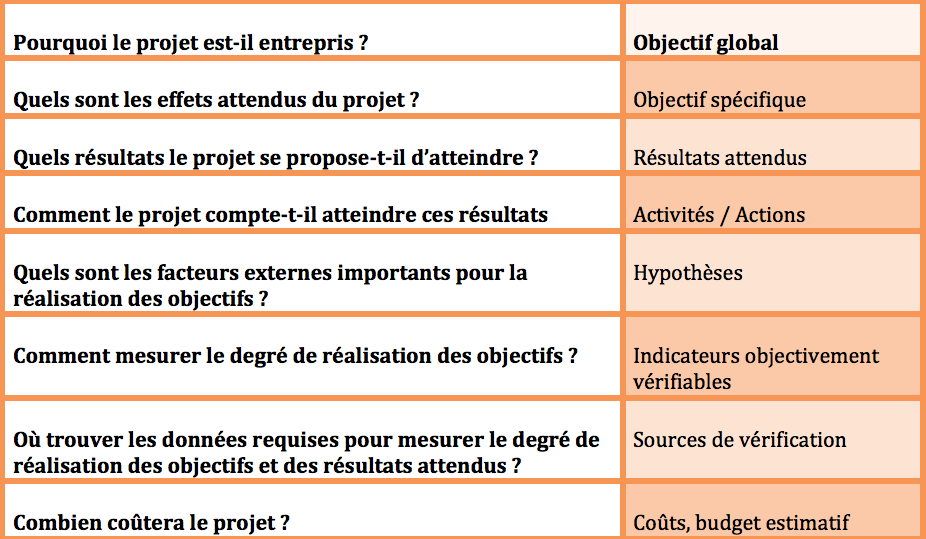 Pourquoi le projet est-il entrepris ?
Objectif global
Quels sont les effets attendus du projet ?
Objectif spécifique
Quels résultats le projet se propose-t-il d’atteindre ?
Résultats attendus
Comment le projet compte-t-il atteindre ces résultats
Activités / Actions
Quels sont les facteurs externes importants pour la
réalisation des objectifs ?
Hypothèses
Comment mesurer le degré de réalisation des objectifs ?
Indicateurs objectivement
vérifiables
Où trouver les données requises pour mesurer le degré de
réalisation des objectifs et des résultats attendus ?
Sources de vérification
Combien coûtera le projet ?
Coûts, budget estimatif